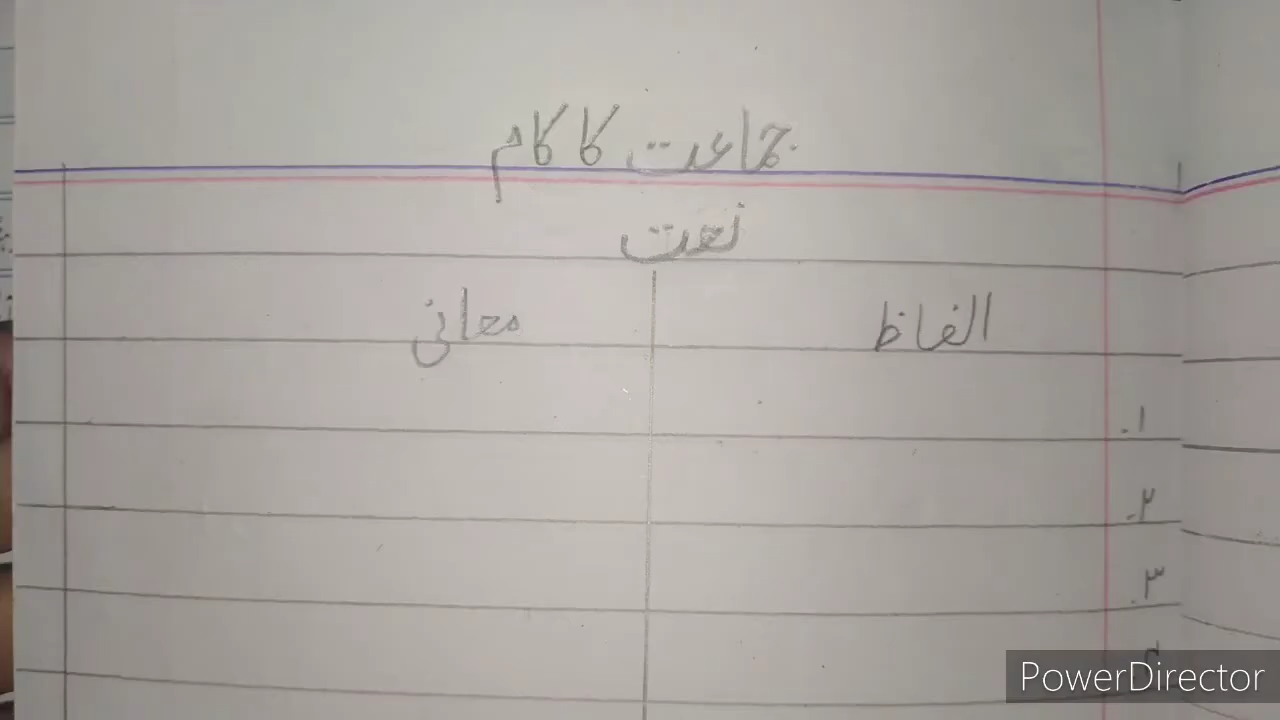 جماعت کا کام
نعت
الفاظ معانی
۱.
۲.
۳.
PowerDirector